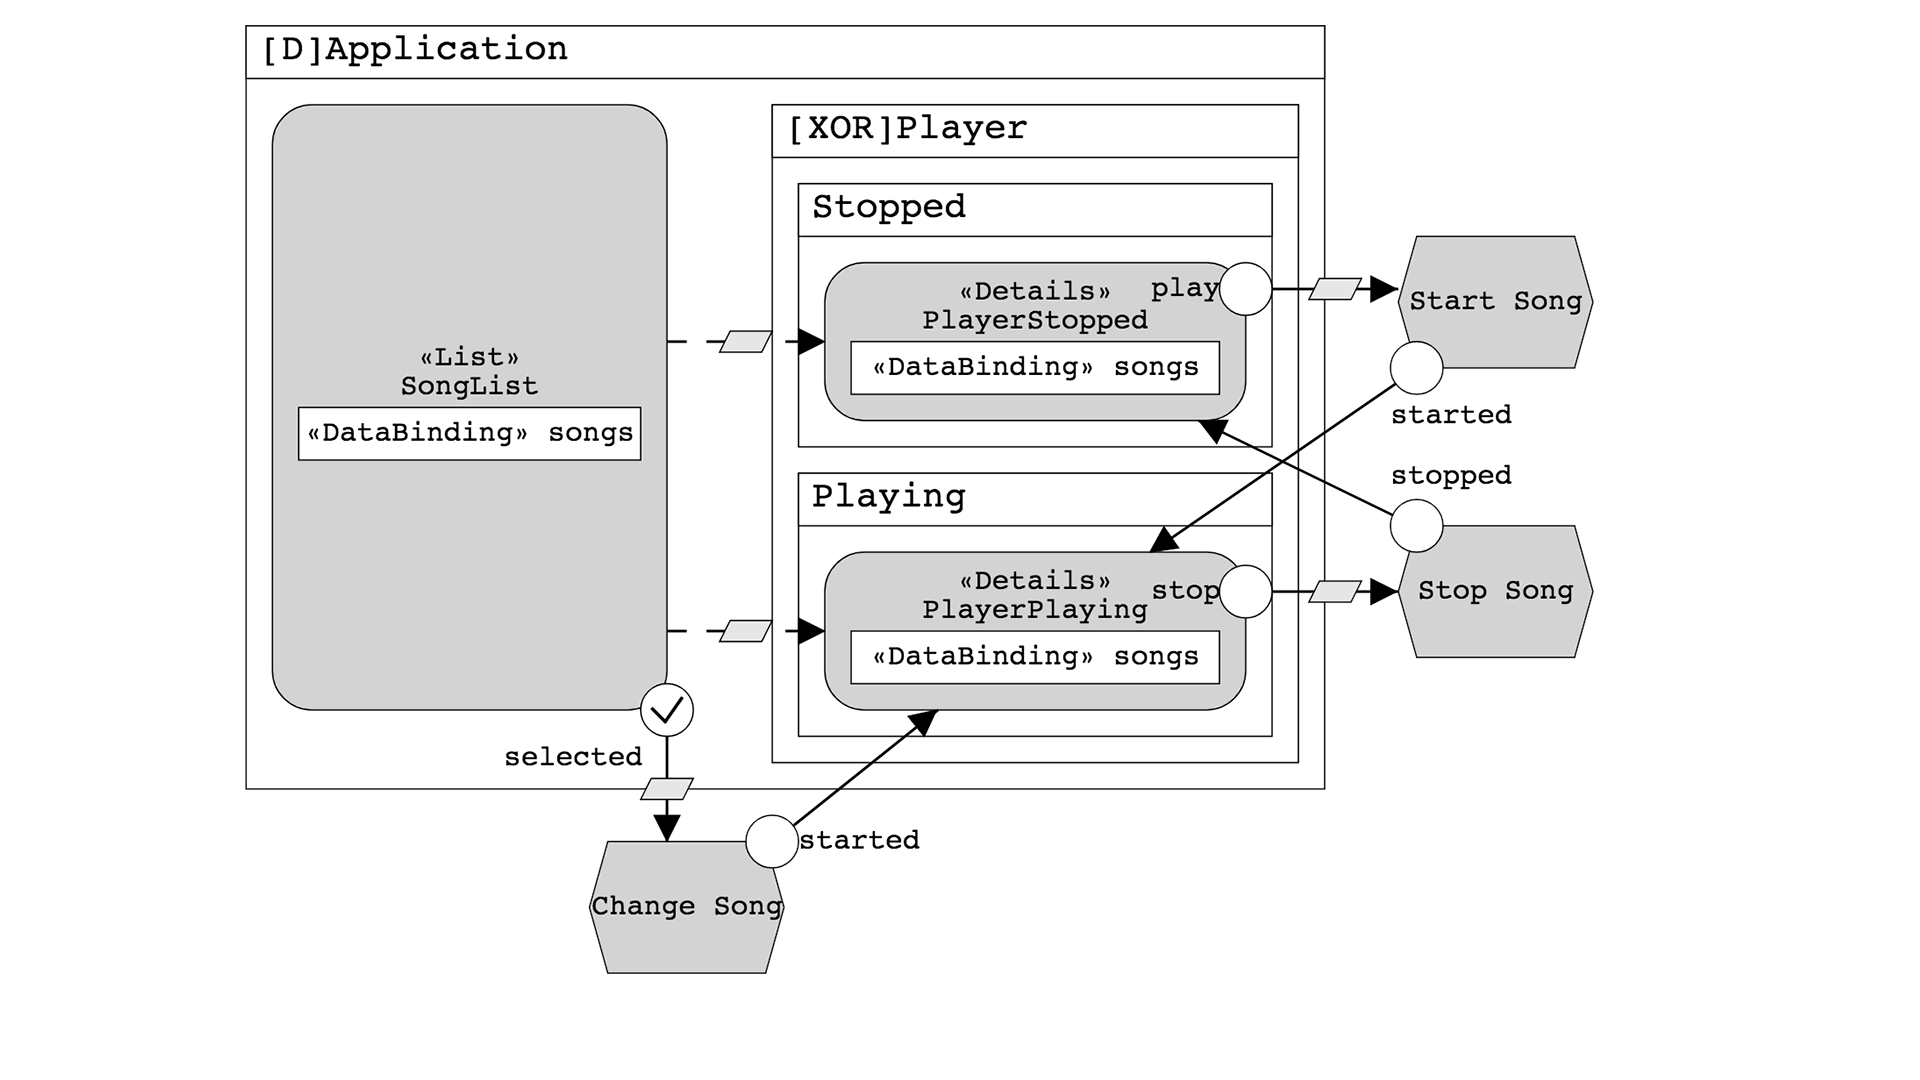 [D]Application
[XOR]Player
Stopped
«Details»
play
PlayerStopped
«DataBinding» songs
Start Song
«List»
SongList
«DataBinding» songs
started
stopped
Playing
«Details»
stop
PlayerPlaying
«DataBinding» songs
Stop Song
selected
started
Change Song